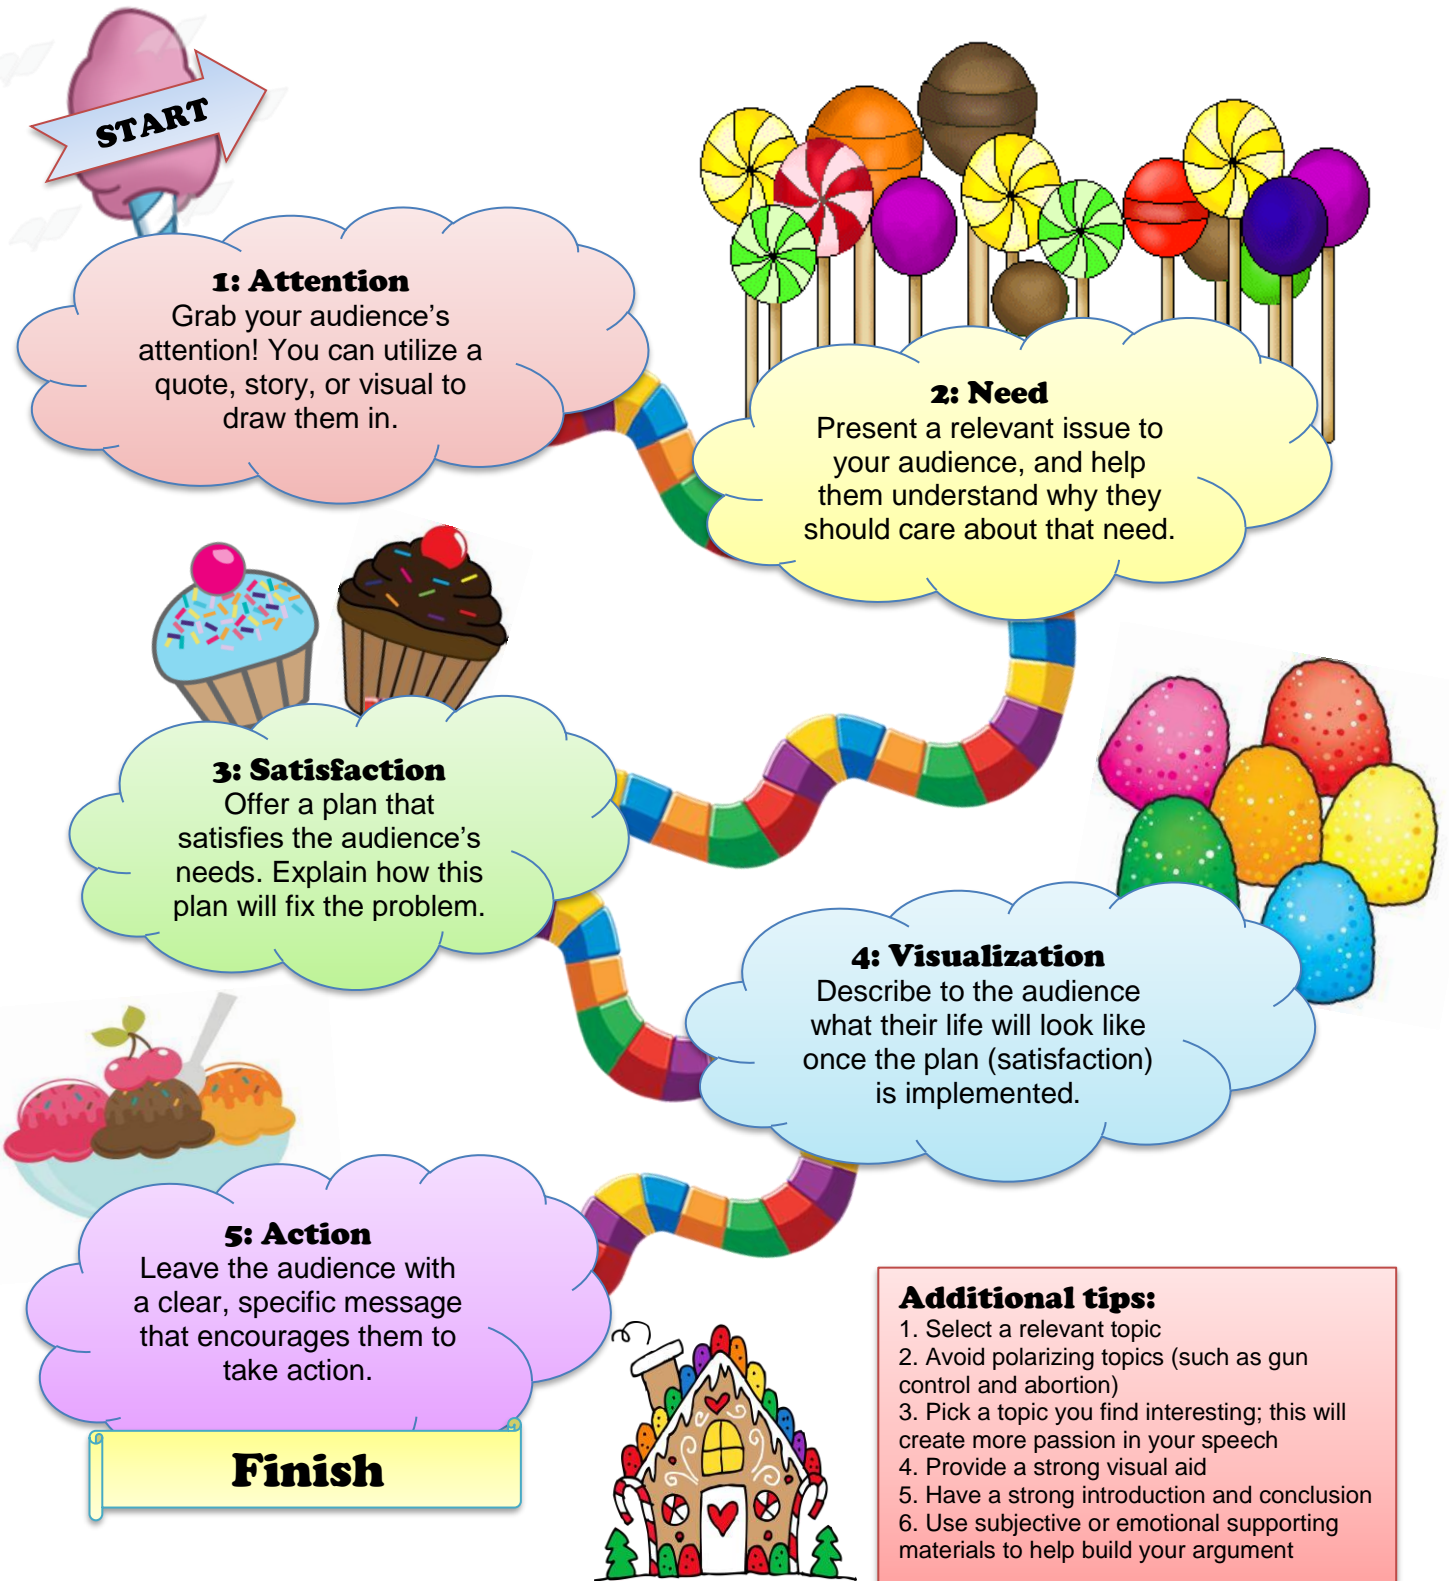 START
1: Attention
Grab your audience's
attention! You can utilize a
quote, story, or visual to
draw them in.
2: Need
Present a relevant issue to
your audience, and help
them understand why they
should care about that need.
3: Satisfaction
Offer a plan that
satisfies the audience's
needs. Explain how this
plan will fix the problem.
4: Visualization
Describe to the audience
what their life will look like
once the plan (satisfaction)
is implemented.
5: Action
Leave the audience with
a clear, specific message
that encourages them to
take action.
Finish
Additional tips:
1. Select a relevant topic
2. Avoid polarizing topics (such as gun
control and abortion)
3. Pick a topic you find interesting; this will
create more passion in your speech
4. Provide a strong visual aid
5. Have a strong introduction and conclusion
6. Use subjective or emotional supporting
materials to help build your argument